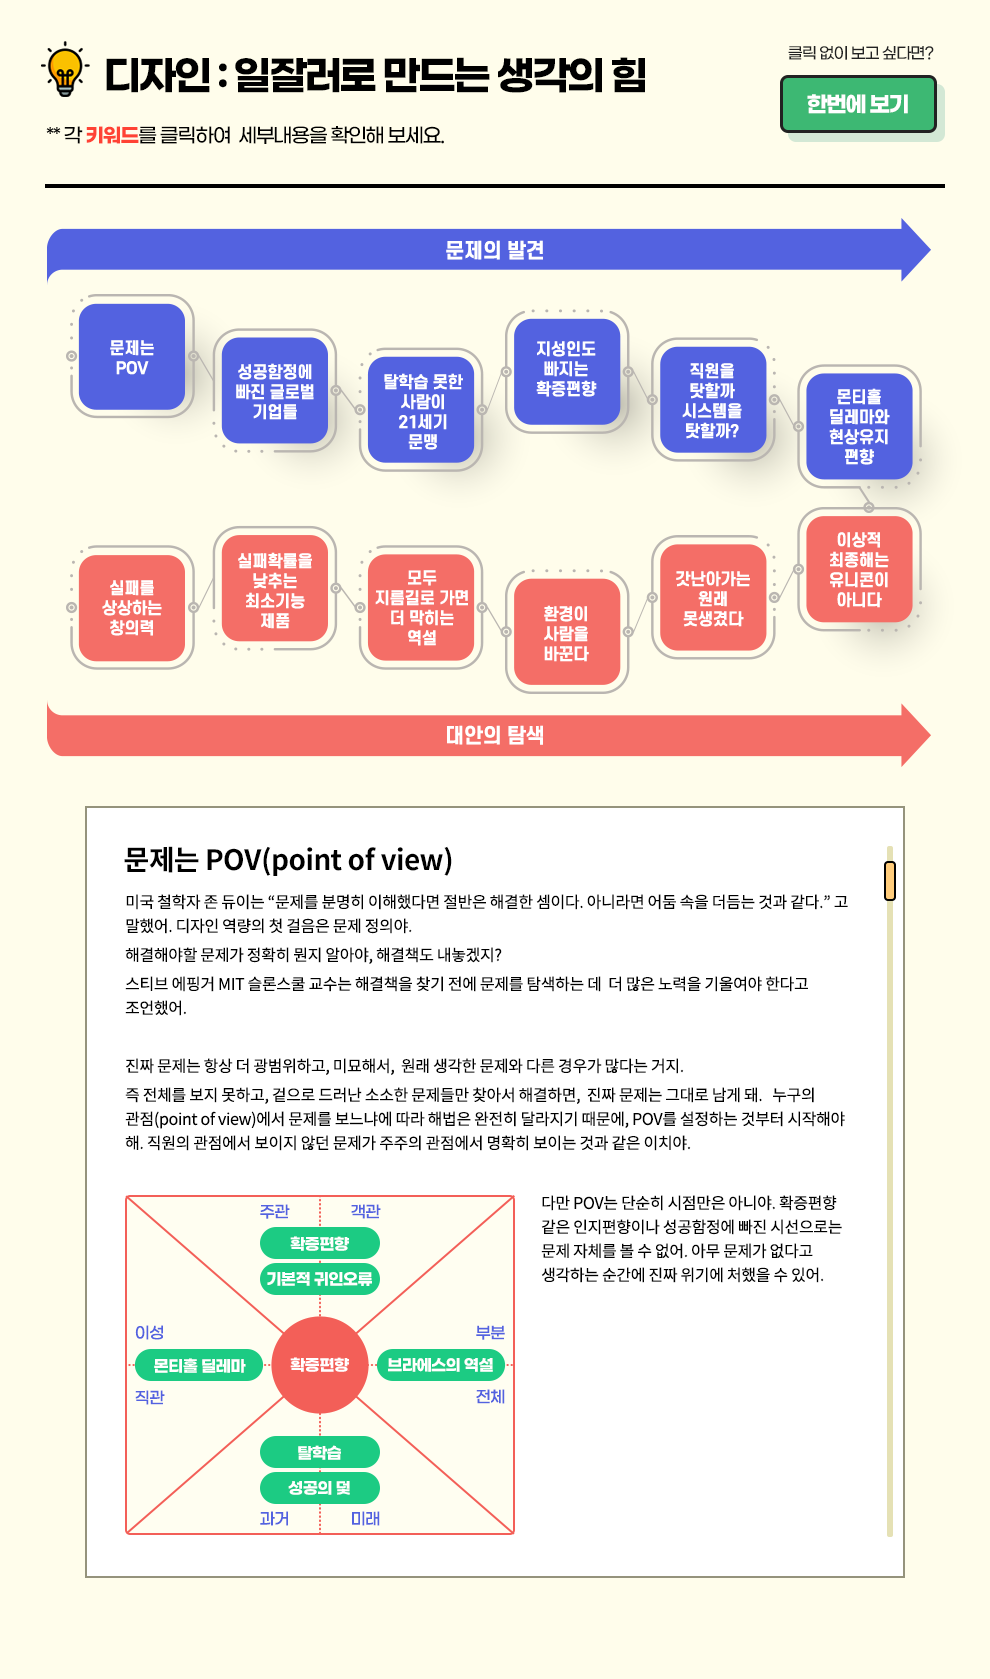 디자인 : 일잘러로 만드는 생각의 힘
클릭 없이 보고 싶다면?
한번에 보기
** 각 키워드를 클릭하여 세부내용을 확인해 보세요.
문제의 발견
문제는
POV
성공함정에
빠진 글로벌
기업들
탈학습 못한
사람이
21세기
문맹
지성인도
빠지는
확증편향
직원을
탓할까
시스템을
탓할까?
몬티홀
딜레마와
현상유지
편향
실패를
상상하는
창의력
실패확률을
낮추는
최소기능
제품
모두
지름길로 가면
더 막히는
역설
환경이
사람을
바꾼다
갓난아가는
원래
못생겼다
이상적
최종해는
유니콘이
아니다
대안의 탐색
문제는 POV(point of view)
미국 철학자 존 듀이는 “문제를 분명히 이해했다면 절반은 해결한 셈이다. 아니라면 어둠 속을 더듬는 것과 같다.” 고
말했어. 디자인 역량의 첫 걸음은 문제 정의야.
해결해야할 문제가 정확히 뭔지 알아야, 해결책도 내놓겠지?
스티브 에핑거 MIT 슬론스쿨 교수는 해결책을 찾기 전에 문제를 탐색하는 데 더 많은 노력을 기울여야 한다고
조언했어.
진짜 문제는 항상 더 광범위하고, 미묘해서, 원래 생각한 문제와 다른 경우가 많다는 거지.
즉 전체를 보지 못하고, 겉으로 드러난 소소한 문제들만 찾아서 해결하면, 진짜 문제는 그대로 남게 돼. 누구의
관점(point of view)에서 문제를 보느냐에 따라 해법은 완전히 달라지기 때문에, POV를 설정하는 것부터 시작해야
해. 직원의 관점에서 보이지 않던 문제가 주주의 관점에서 명확히 보이는 것과 같은 이치야.
주관 객관
확증편향
기본적 귀인오류
이성 부분
몬티홀 딜레마 확증편향 브라에스의 역설
직관 전체
탈학습
성공의 덫
과거 미래
다만 POV는 단순히 시점만은 아니야. 확증편향
같은 인지편향이나 성공함정에 빠진 시선으로는
문제 자체를 볼 수 없어. 아무 문제가 없다고
생각하는 순간에 진짜 위기에 처했을 수 있어.